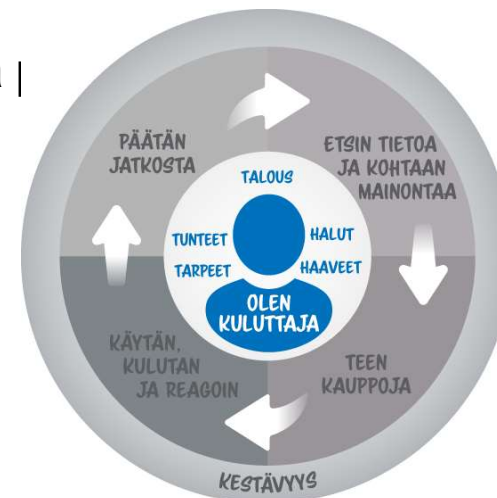 PÄÄTÄN
JATKOSTA
ETSIN TIETOA
JA KOHTAAN
MAINONTAA
TALOUS
TUNTEET
HALUT
TARPEET
HAAVEET
OLEN
KULUTTAJA
KÄYTÄN,
KULUTAN
JA REAGOIN
TEEN
KAUPPOJA
KESTÄVYYS